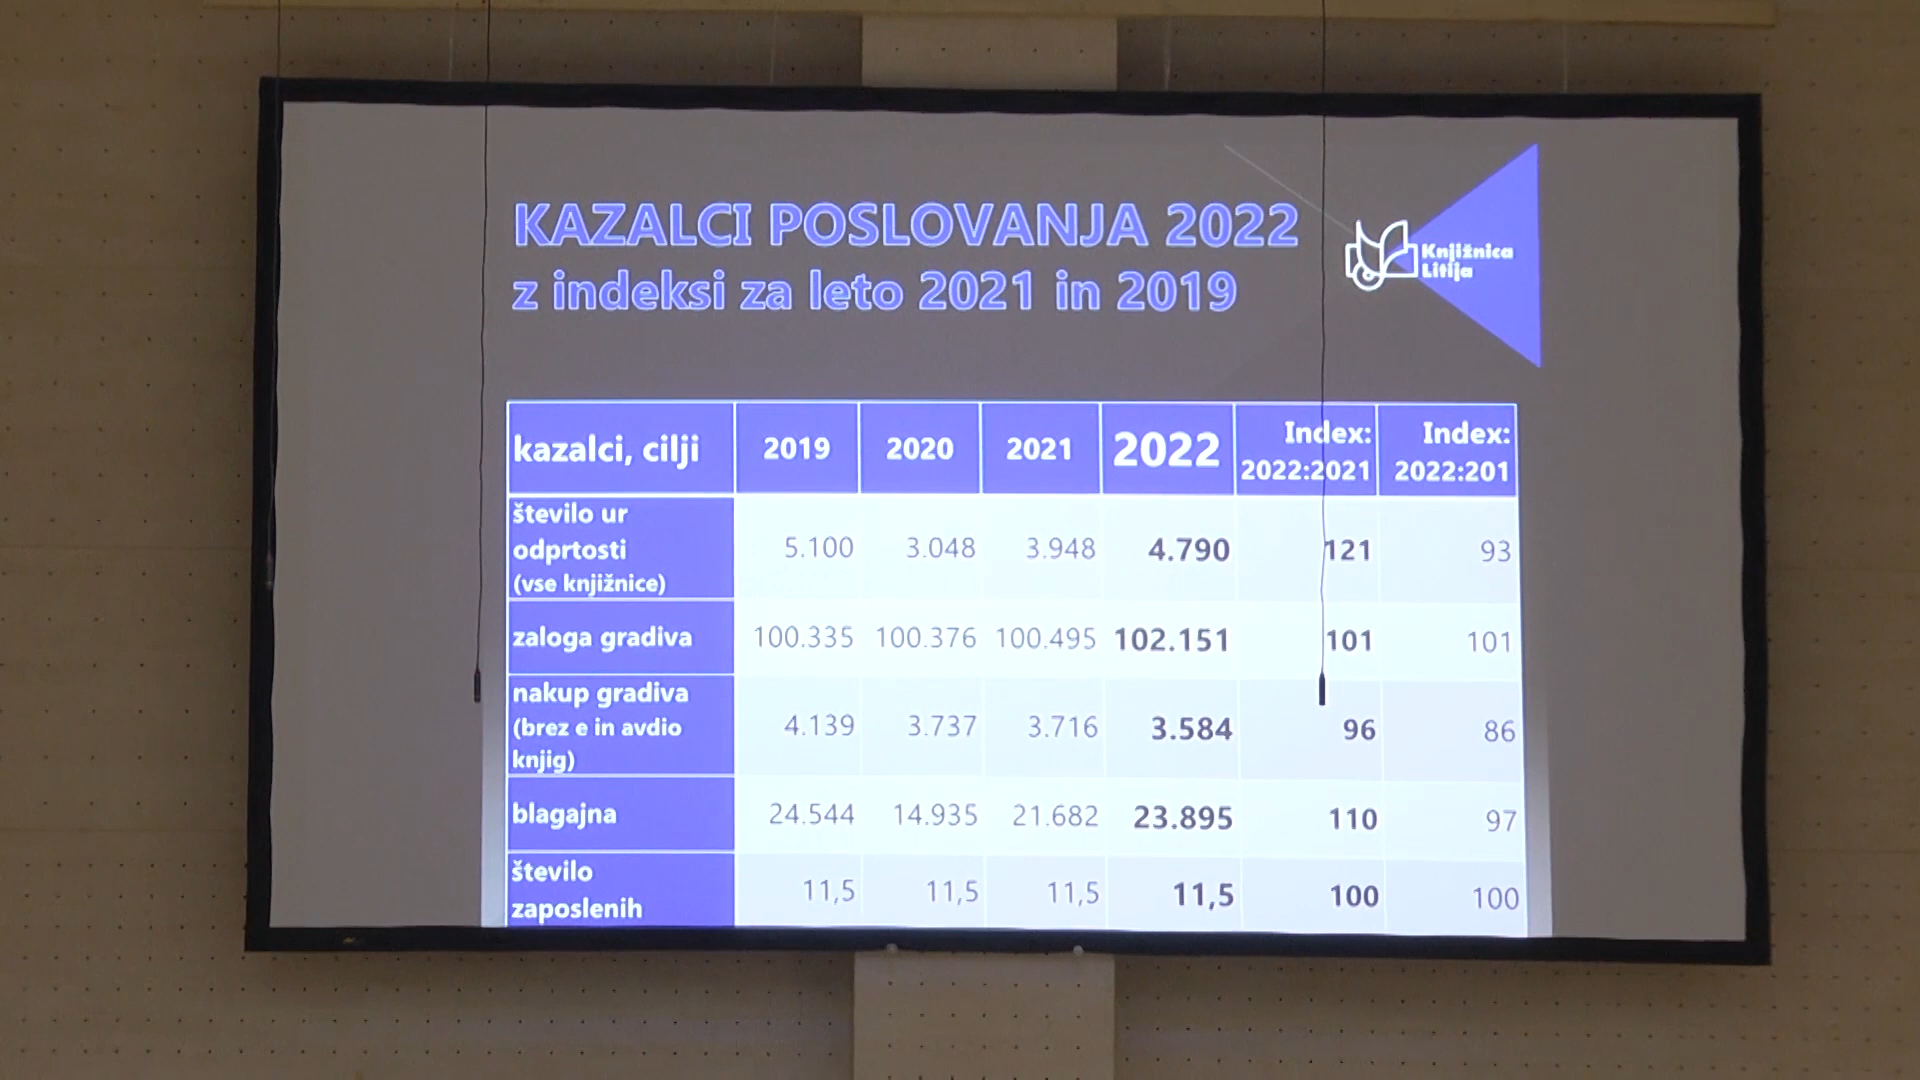 KAZALCI POSLOVANJA 2022
z indeksi za leto 2021 in 2019
Knjižnica
Litija
kazalci, cilji 2019 2020 2021 2022 Index: 2022:2021 Index: 2022:201
število ur
odprtosti
(vse knjižnice) 5.100 3.048 3.948 4.790 121 93
zaloga gradiva 100.335 100.376 100.495 102.151 101 101
nakup gradiva
(brez e in avdio
knjig) 4.139 3.737 3.716 3.584 96 86
blagajna 24.544 14.935 21.682 23.895 110 97
število
zaposlenih 11,5 11,5 11,5 11,5 100 100